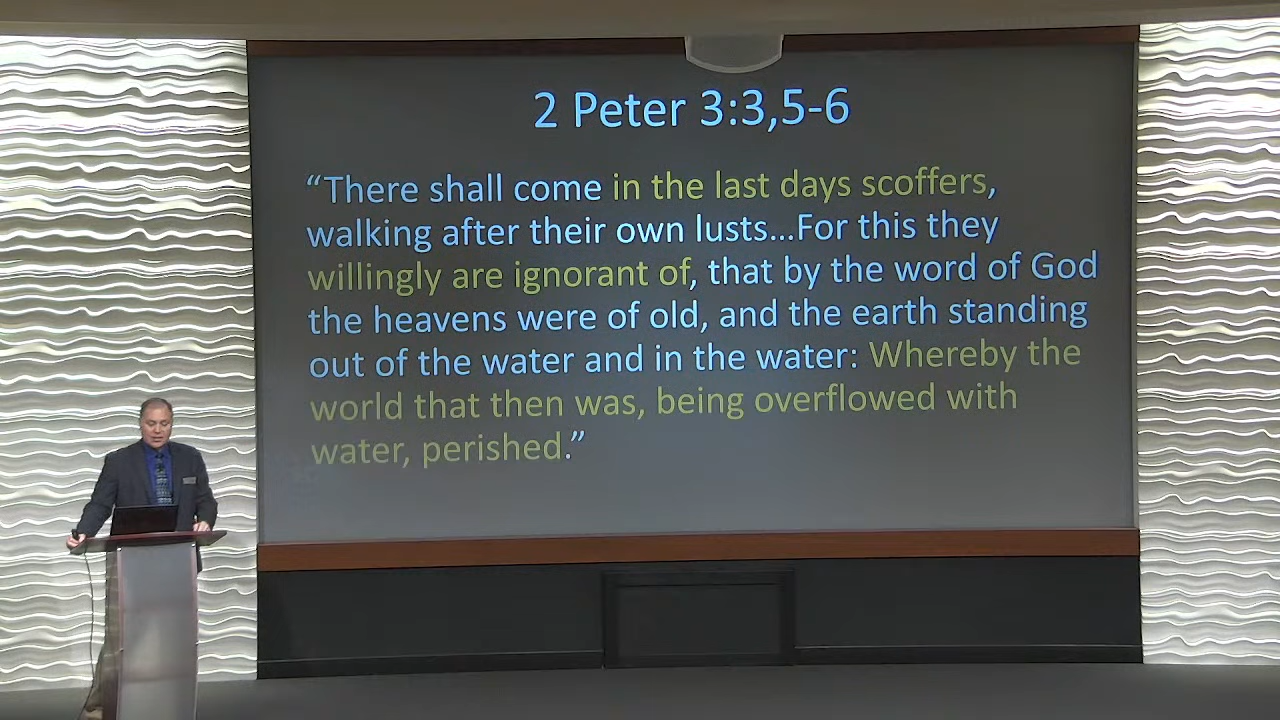 2 Peter 3:3,5-6
“There shall come in the last days scoffers,
walking after their own lusts…For this they
willingly are ignorant of, that by the word of God
the heavens were of old, and the earth standing
out of the water and in the water: Whereby the
world that then was, being overflowed with
water, perished.”